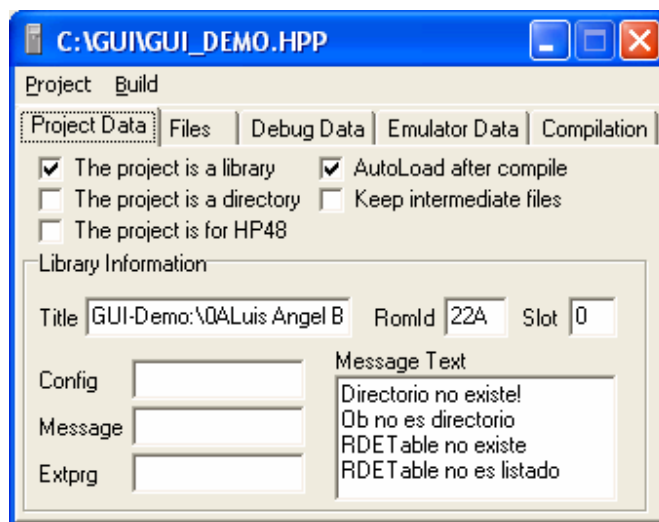 C:\GUI\GUI_DEMO.HPP
Project Build
Project Data Files Debug Data Emulator Data Compilation
The project is a library AutoLoad after compile
The project is a directory Keep intermediate files
The project is for HP48
Library Information
Title GUI-Demo:\0ALuis Angel B RomId 22A Slot 0
Message Text
Config
Directorio no existe!
Ob no es directorio
Message
RDETable no existe
RDETable no es listado
Extprg